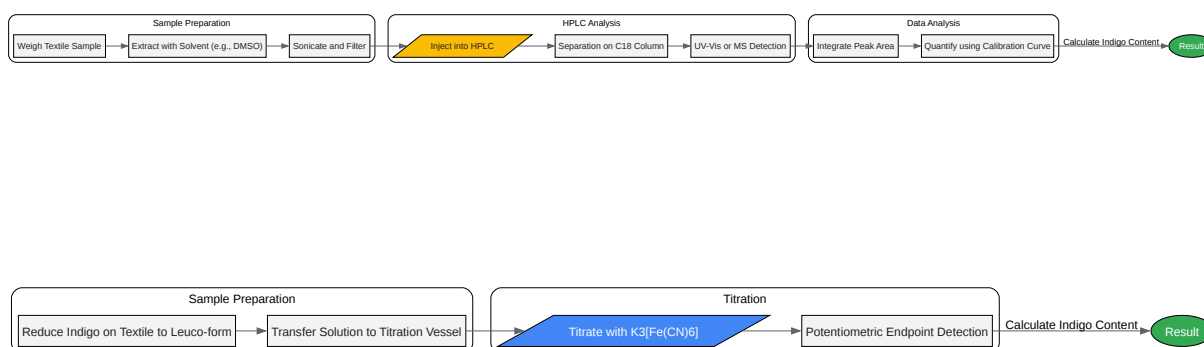 Sample Preparation
HPLC Analysis
Data Analysis
Weigh Textile Sample
Extract with Solvent (e.g., DMSO)
Sonicate and Filter
Inject into HPLC
Separation on C18 Column
UV-Vis or MS Detection
Integrate Peak Area
Quantify using Calibration Curve
Calculate Indigo Content
Result
Sample Preparation
Titration
Reduce Indigo on Textile to Leuco-form
Transfer Solution to Titration Vessel
Titrate with K3[Fe(CN)6]
Potentiometric Endpoint Detection
Calculate Indigo Content
Result